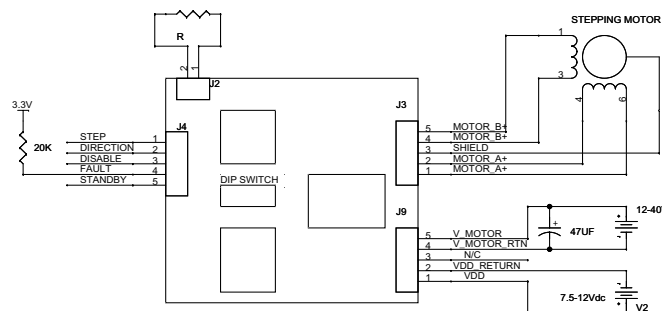 STEPPING MOTOR
R
1
2
1
J2
3
3.3V
J3
4
6
J4
20K
STEP
1
DIRECTION
2
DISABLE
3
FAULT
4
STANDBY
5
5
MOTOR_B+
4
MOTOR_B+
3
SHIELD
2
MOTOR_A+
1
MOTOR_A+
DIP SWITCH
J9
12-40
+
47UF
5
V_MOTOR
4
V_MOTOR_RTN
3
N/C
2
VDD_RETURN
1
VDD
7.5-12Vdc
V2